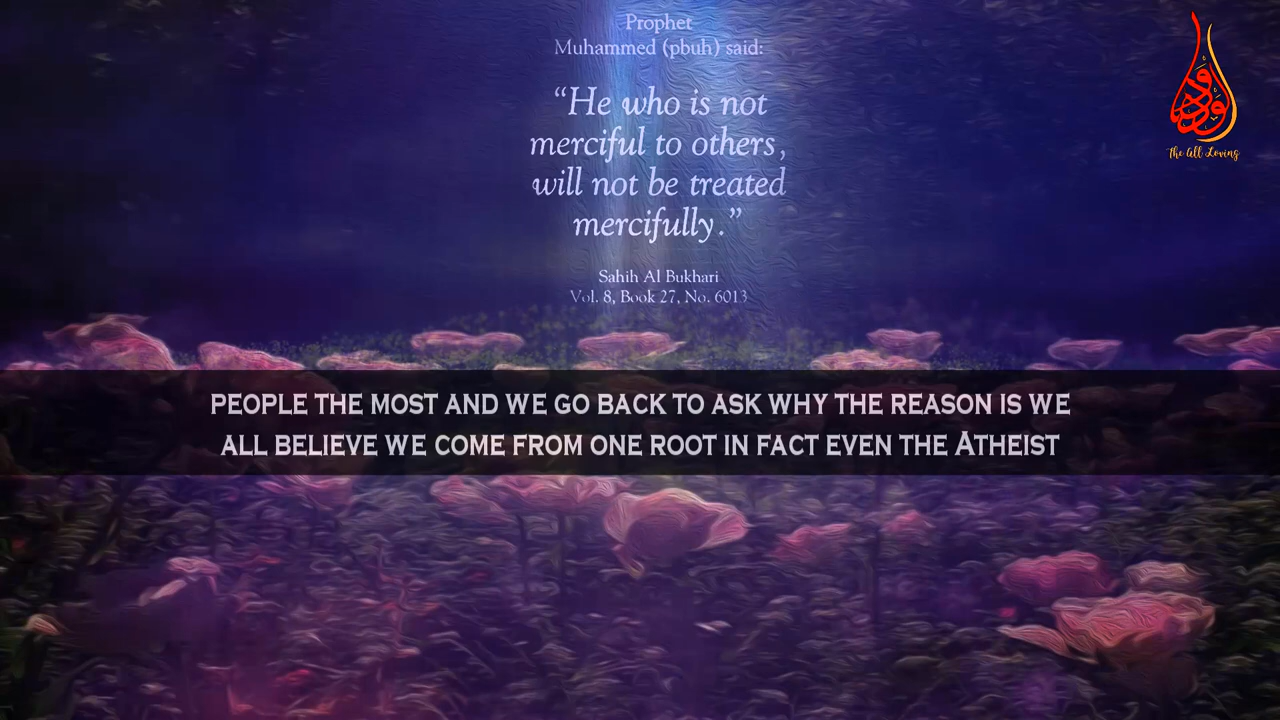 Prophet
Muhammed (pbuh) said:
“He who is not
merciful to others,
will not be treated
mercifully.”
Sahih Al Bukhari
Vol. 8, Book 27, No. 6013
ودود
The All Loving
PEOPLE THE MOST AND WE GO BACK TO ASK WHY THE REASON IS WE
ALL BELIEVE WE COME FROM ONE ROOT IN FACT EVEN THE ATHEIST